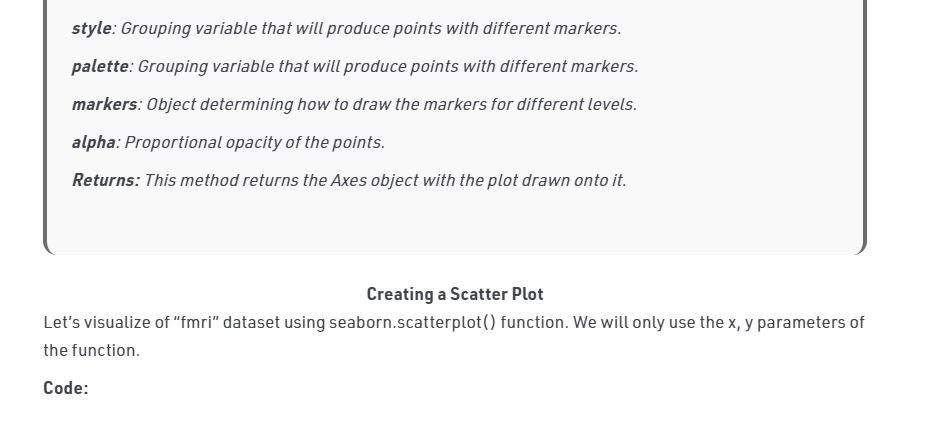 style: Grouping variable that will produce points with different markers.
palette: Grouping variable that will produce points with different markers.
markers: Object determining how to draw the markers for different levels.
alpha: Proportional opacity of the points.
Returns: This method returns the Axes object with the plot drawn onto it.
Creating a Scatter Plot
Let’s visualize of “fmri” dataset using seaborn.scatterplot() function. We will only use the x, y parameters of
the function.
Code: